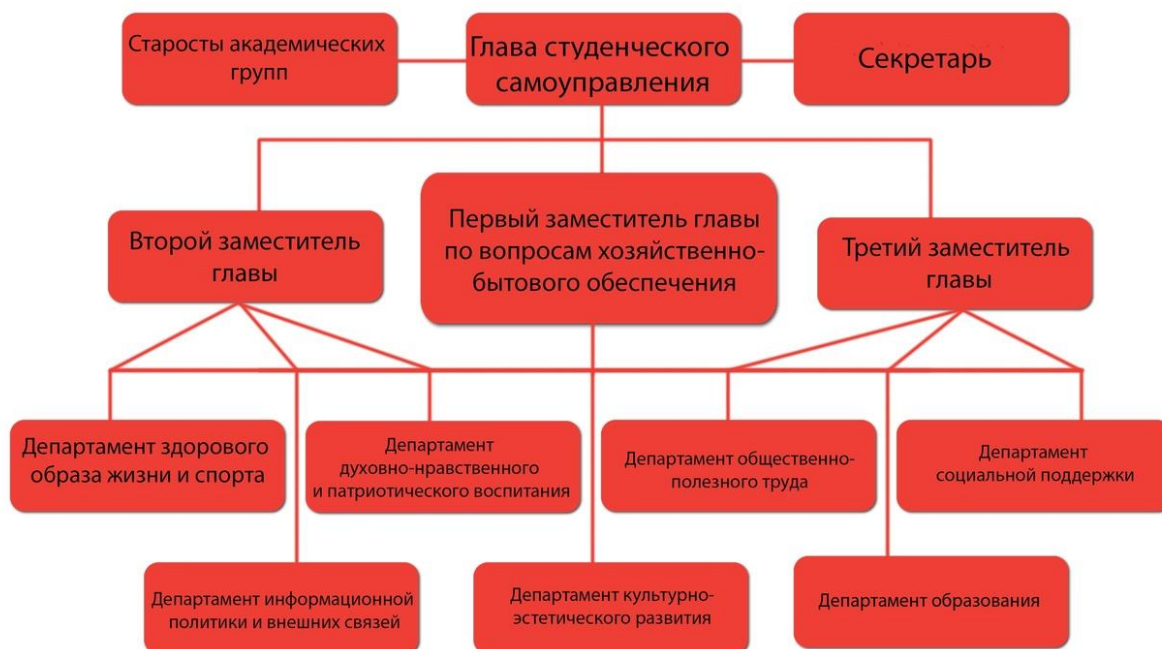 Старосты академических
групп
Глава студенческого
самоуправления
Секретарь
Второй заместитель
главы
Первый заместитель главы
по вопросам хозяйственно-
бытового обеспечения
Третий заместитель
главы
Департамент здорового
образа жизни и спорта
Департамент
духовно-нравственного
и патриотического воспитания
Департамент общественно-
полезного труда
Департамент
социальной поддержки
Департамент информационной
политики и внешних связей
Департамент культурно-
эстетического развития
Департамент образования